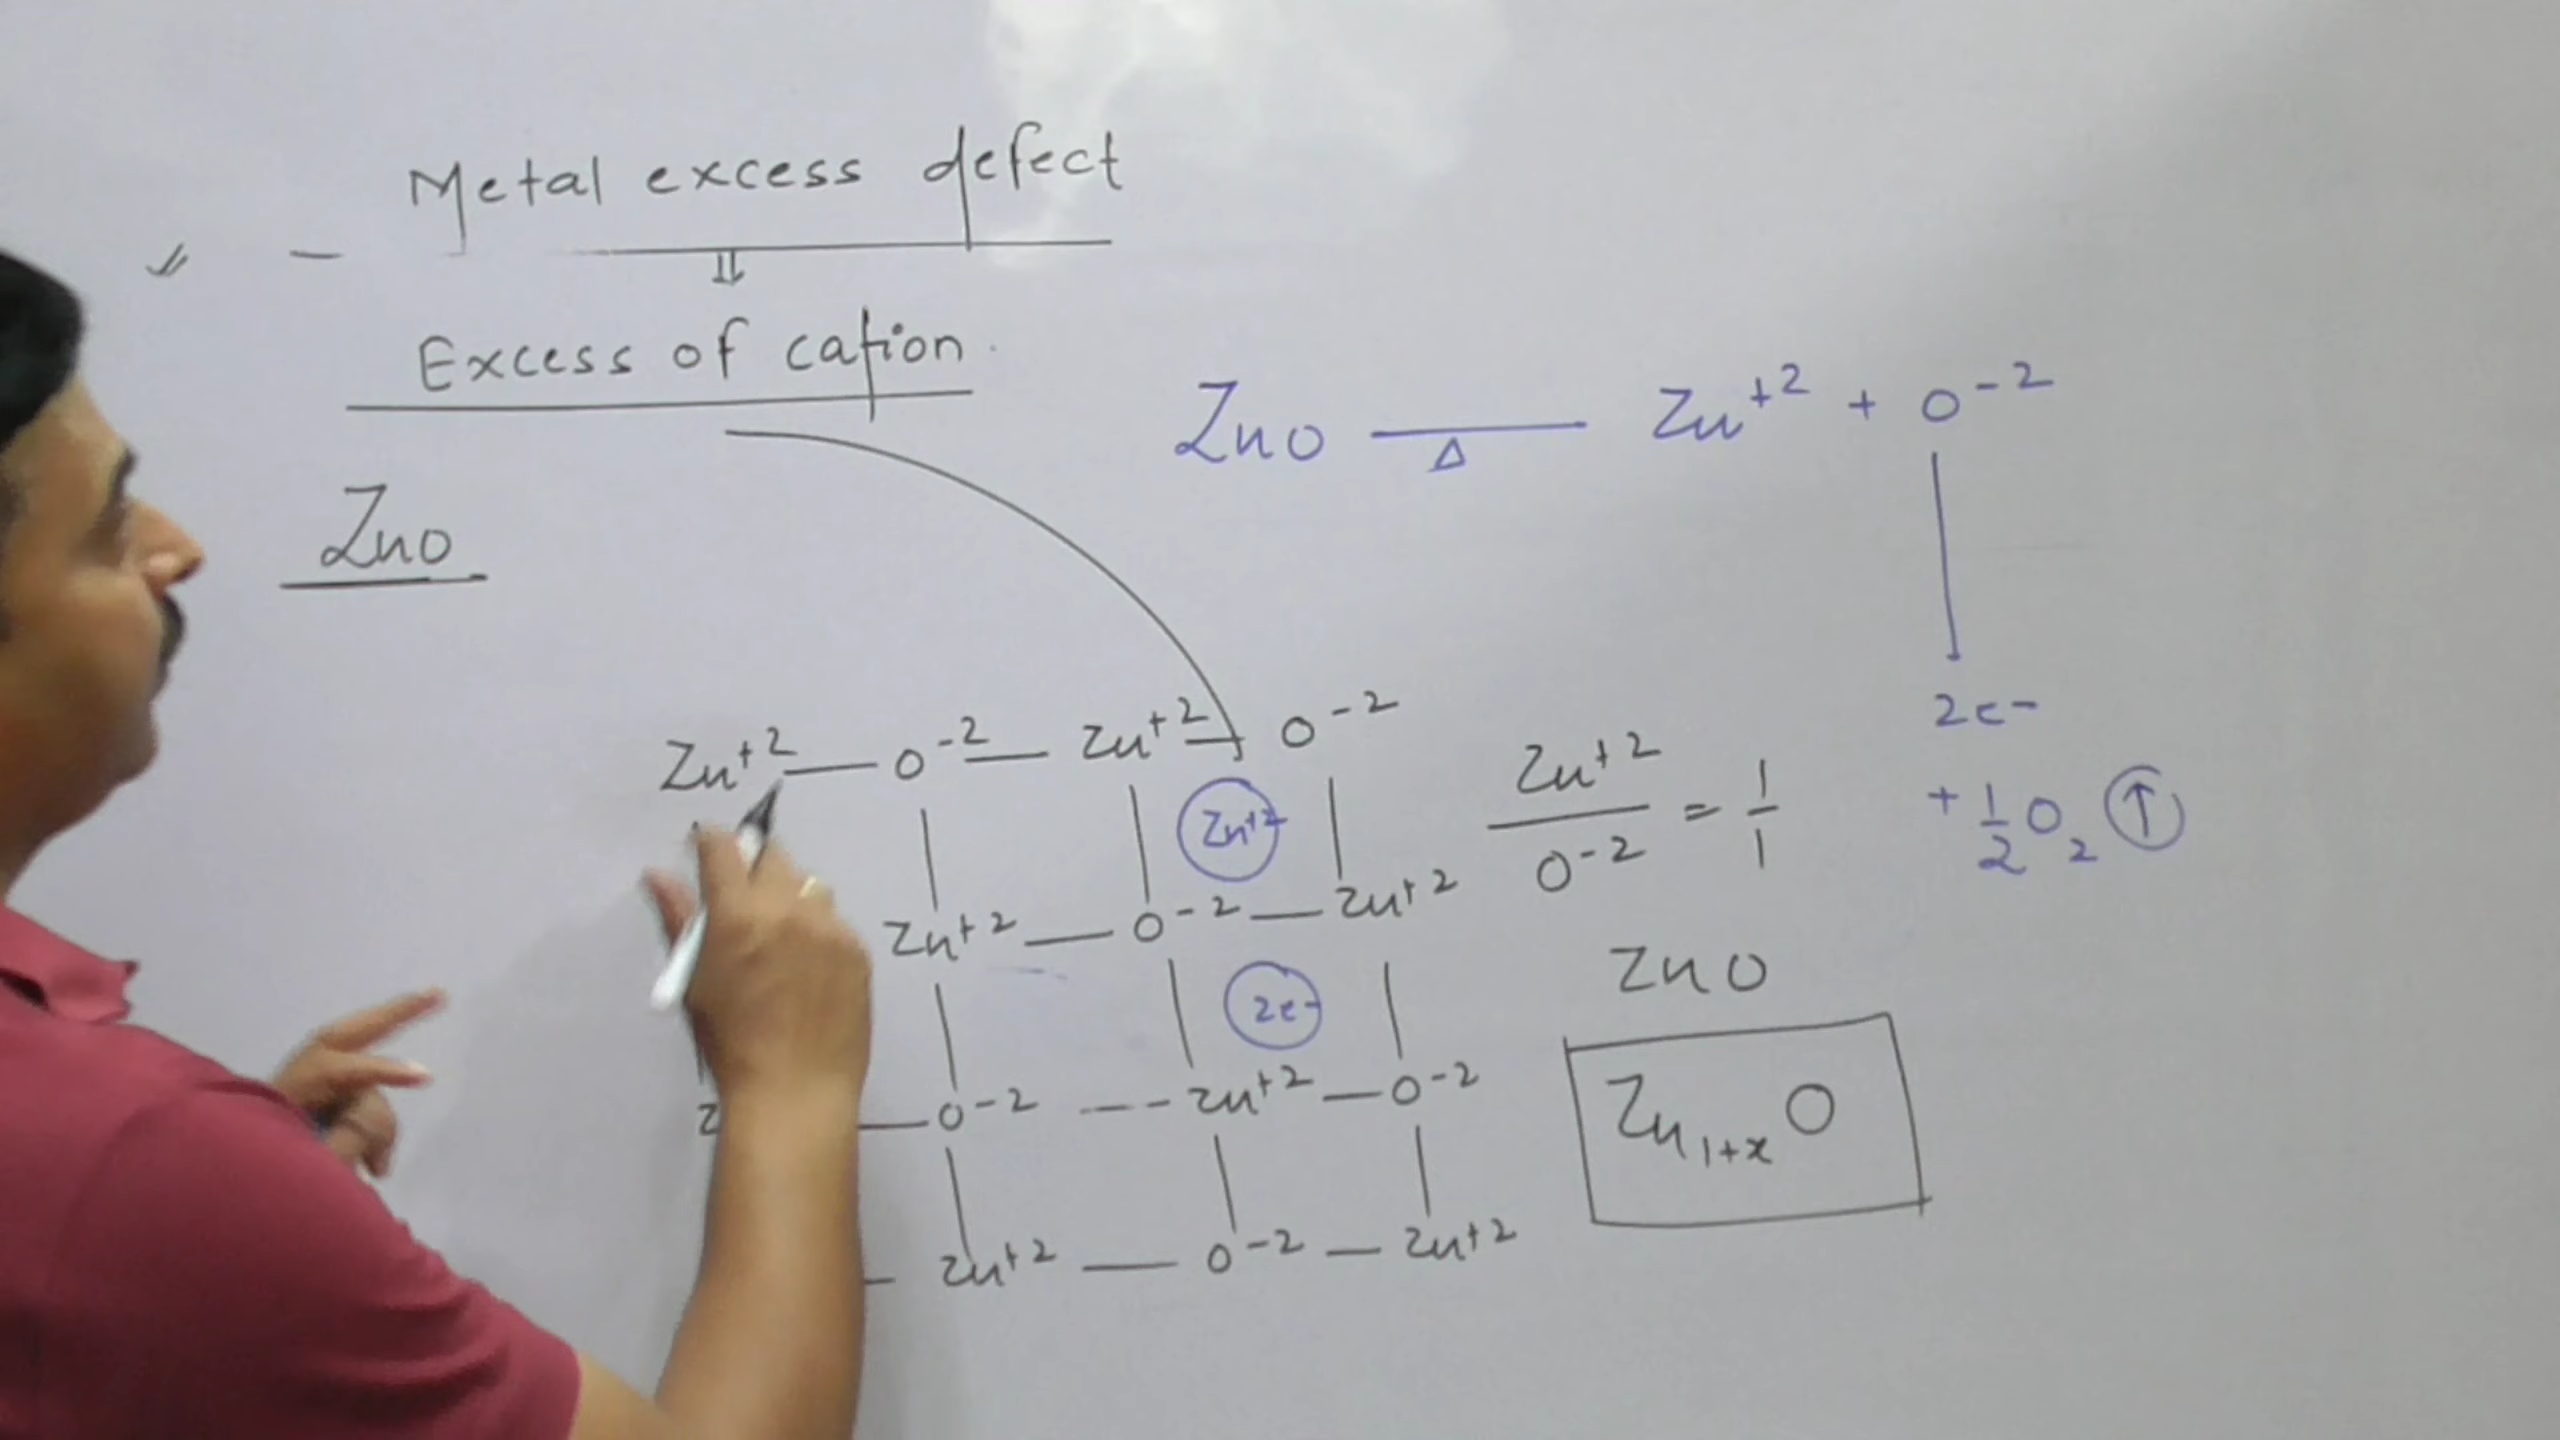 Metal excess defect
⇓
Excess of cation
ZnO
ZnO —Δ— Zn+2 + O-2
2e-
+ 1/2 O2 ↑
Zn+2 — O-2 — Zn+2 — O-2
Zn+2
Zn+2 / O-2 = 1/1
Zn+2 — O-2 — Zn+2
2e-
ZnO
— O-2 --- Zn+2 — O-2
Zn1+xO
— Zn+2 — O-2 — Zn+2